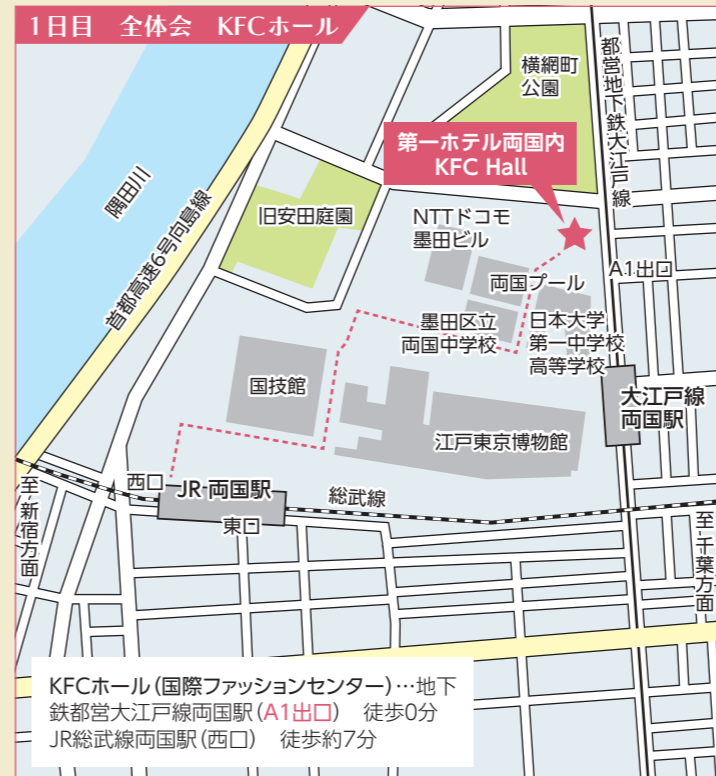 1日目 全体会 KFCホール
横網町
公園
都営地下鉄大江戸線
第一ホテル両国内
KFC Hall
隅田川
首都高速6号向島線
旧安田庭園
NTTドコモ
墨田ビル
A1出口
両国プール
墨田区立
両国中学校
日本大学
第一中学校
高等学校
国技館
大江戸線
両国駅
江戸東京博物館
西口
JR 両国駅
総武線
東口
至 新宿方面
至 千葉方面
KFCホール(国際ファッションセンター)…地下
鉄都営大江戸線両国駅(A1出口) 徒歩0分
JR総武線両国駅(西口) 徒歩約7分